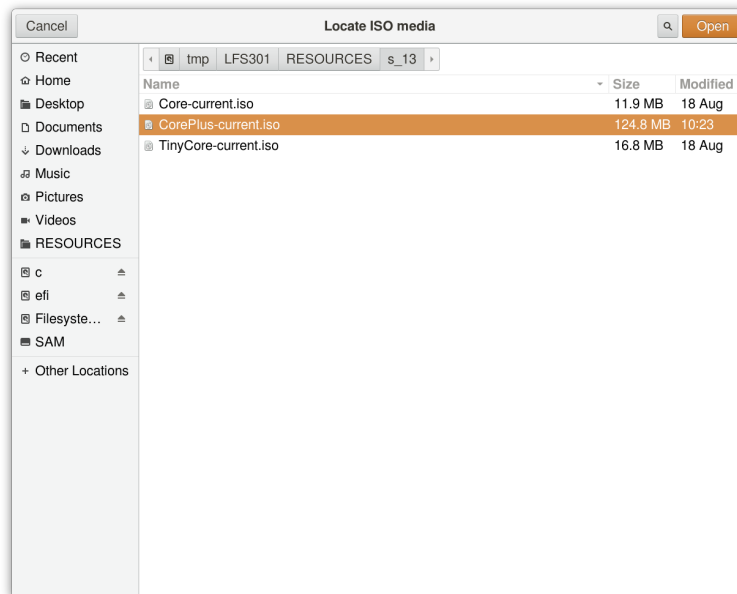 Cancel Locate ISO media Open
Recent
Home
Desktop
Documents
Downloads
Music
Pictures
Videos
RESOURCES
c
efi
Filesyste...
SAM
+ Other Locations
tmp LFS301 RESOURCES s_13
Name Size Modified
Core-current.iso 11.9 MB 18 Aug
CorePlus-current.iso 124.8 MB 10:23
TinyCore-current.iso 16.8 MB 18 Aug